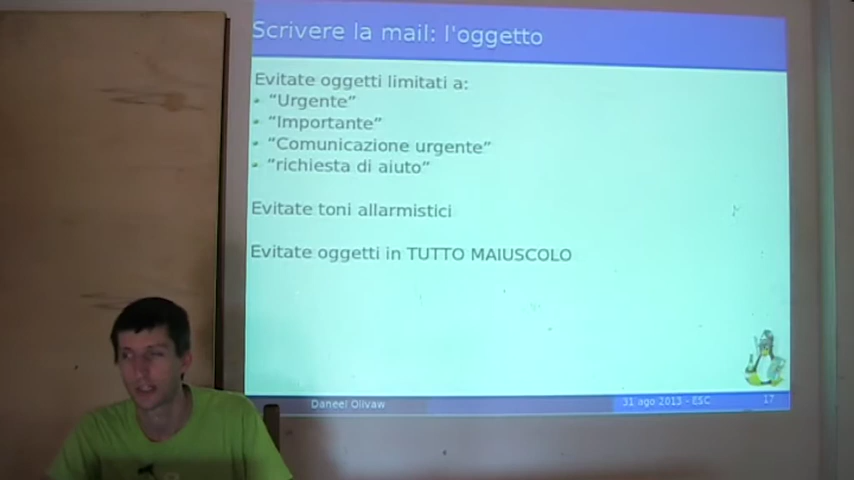 Scrivere la mail: l'oggetto
Evitate oggetti limitati a:
• “Urgente”
• “Importante”
• “Comunicazione urgente”
• “richiesta di aiuto”
Evitate toni allarmistici
Evitate oggetti in TUTTO MAIUSCOLO
Daneel Olivaw
31 ago 2013 - ESC
17